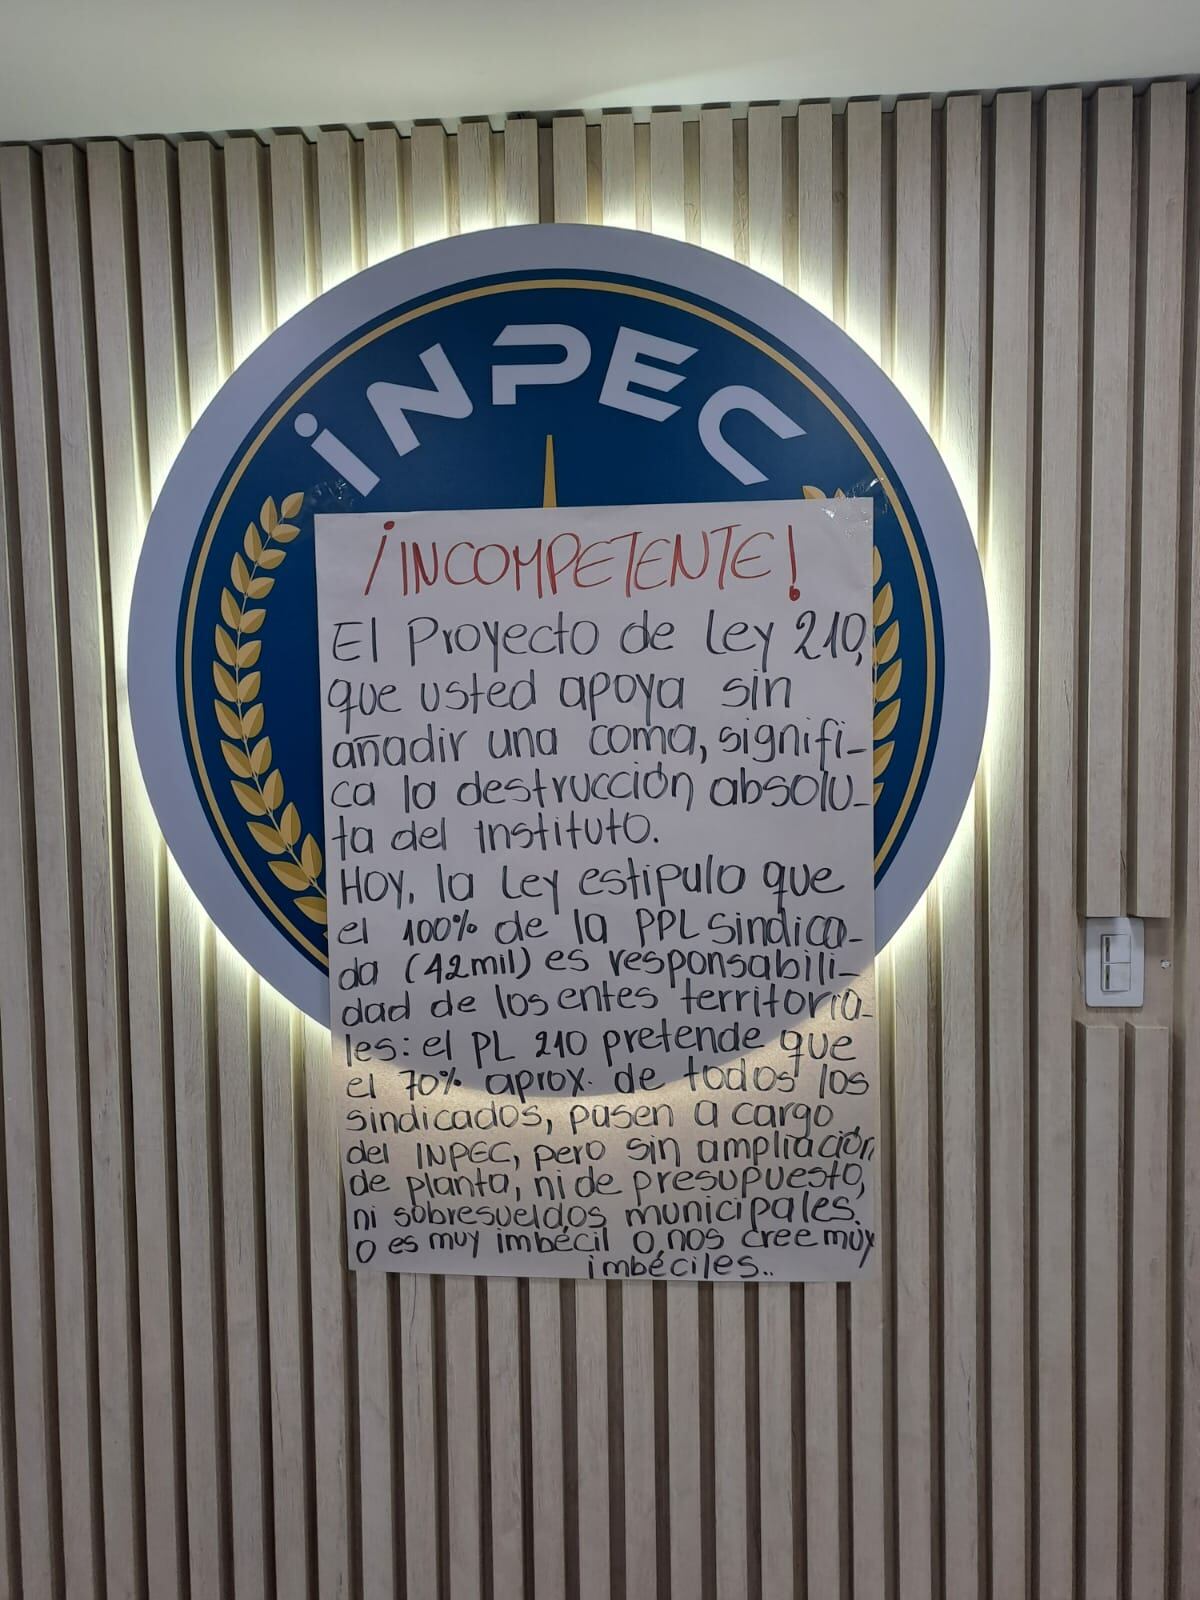 iNPEC
¡INCOMPETENTE!
El Proyecto de Ley 210,
que usted apoya sin
añadir una coma, signifi-
ca la destrucción absolu-
ta del Instituto.
Hoy, la Ley estipulo que
el 100% de la PPL Sindica-
da (42mil) es responsabili-
dad de los entes territoria-
les: el PL 210 pretende que
el 70% aprox. de todos los
sindicados, pasen a cargo
del INPEC, pero sin ampliación
de planta, ni de presupuesto,
ni sobresueldos municipales.
O es muy imbécil o nos cree muy
imbéciles..